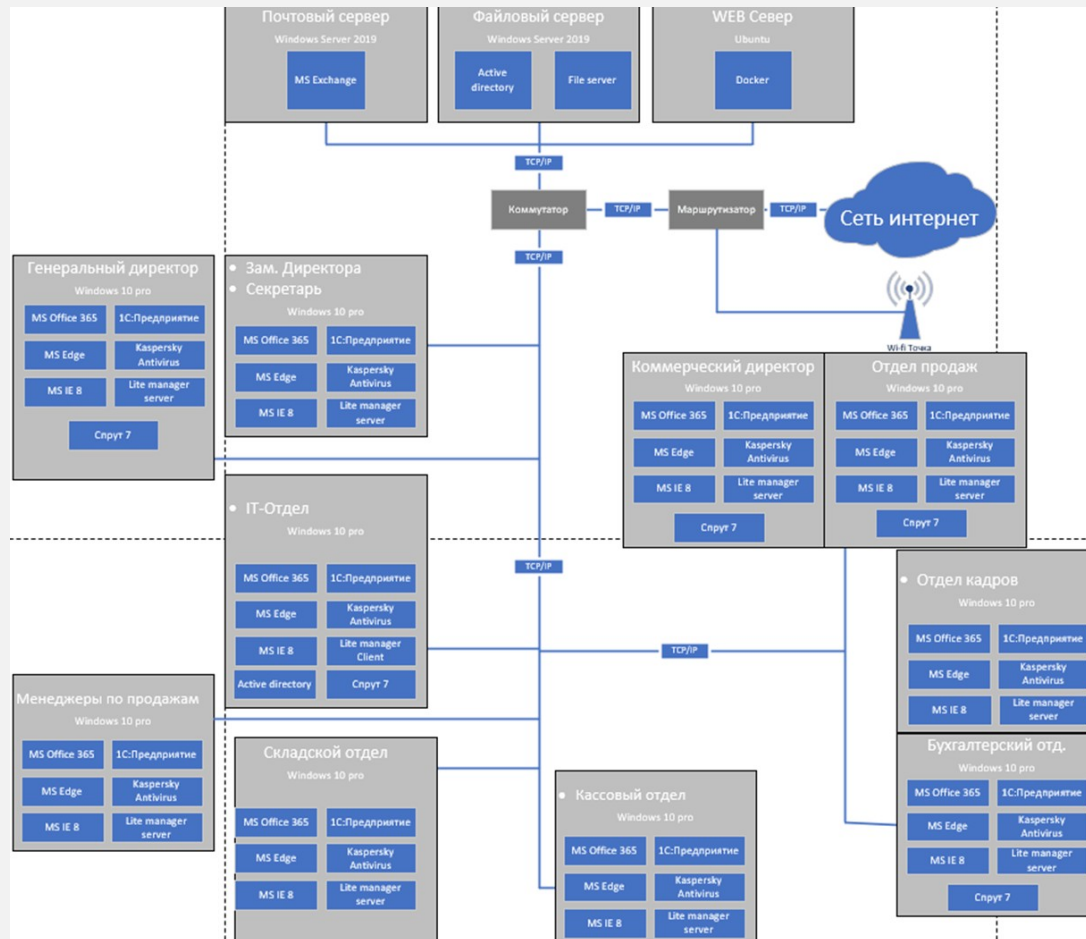 Почтовый сервер
Windows Server 2019
MS Exchange
Файловый сервер
Windows Server 2019
Active
directory
File server
WEB Север
Ubuntu
Docker
TCP/IP
Коммутатор
TCP/IP
Маршрутизатор
TCP/IP
Сеть интернет
TCP/IP
Wi-fi Точка
Генеральный директор
Windows 10 pro
MS Office 365
1С:Предприятие
MS Edge
Kaspersky
Antivirus
MS IE 8
Lite manager
server
Спрут 7
• Зам. Директора
• Секретарь
Windows 10 pro
MS Office 365
1С:Предприятие
MS Edge
Kaspersky
Antivirus
MS IE 8
Lite manager
server
Коммерческий директор
Windows 10 pro
MS Office 365
1С:Предприятие
MS Edge
Kaspersky
Antivirus
MS IE 8
Lite manager
server
Спрут 7
Отдел продаж
Windows 10 pro
MS Office 365
1С:Предприятие
MS Edge
Kaspersky
Antivirus
MS IE 8
Lite manager
server
Спрут 7
• IT-Отдел
Windows 10 pro
MS Office 365
1С:Предприятие
MS Edge
Kaspersky
Antivirus
MS IE 8
Lite manager
Client
Active directory
Спрут 7
TCP/IP
TCP/IP
• Отдел кадров
Windows 10 pro
MS Office 365
1С:Предприятие
MS Edge
Kaspersky
Antivirus
MS IE 8
Lite manager
server
Менеджеры по продажам
Windows 10 pro
MS Office 365
1С:Предприятие
MS Edge
Kaspersky
Antivirus
MS IE 8
Lite manager
server
Складской отдел
Windows 10 pro
MS Office 365
1С:Предприятие
MS Edge
Kaspersky
Antivirus
MS IE 8
Lite manager
server
• Кассовый отдел
Windows 10 pro
MS Office 365
1С:Предприятие
MS Edge
Kaspersky
Antivirus
MS IE 8
Lite manager
server
Бухгалтерский отд.
Windows 10 pro
MS Office 365
1С:Предприятие
MS Edge
Kaspersky
Antivirus
MS IE 8
Lite manager
server
Спрут 7